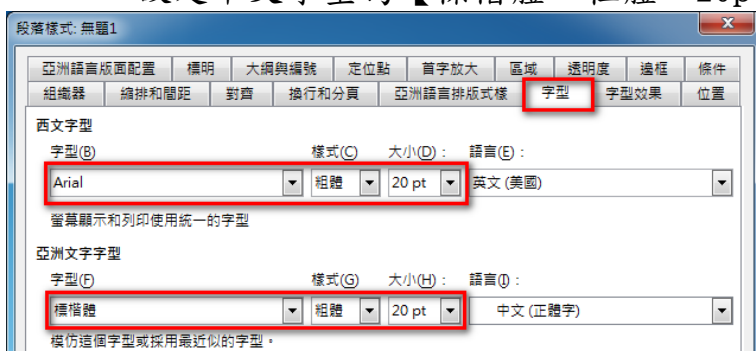 段落樣式: 無題1
亞洲語言版面配置 標明 大綱與編號 定位點 首字放大 區域 透明度 邊框 條件
組織器 縮排和間距 對齊 換行和分頁 亞洲語言排版式樣 字型 字型效果 位置
西文字型
字型(B) 樣式(C) 大小(D)： 語言(E)：
Arial 粗體 20 pt 英文 (美國)
螢幕顯示和列印使用統一的字型
亞洲文字字型
字型(F) 樣式(G) 大小(H)： 語言(I)：
標楷體 粗體 20 pt 中文 (正體字)
模仿這個字型或採用最近似的字型。